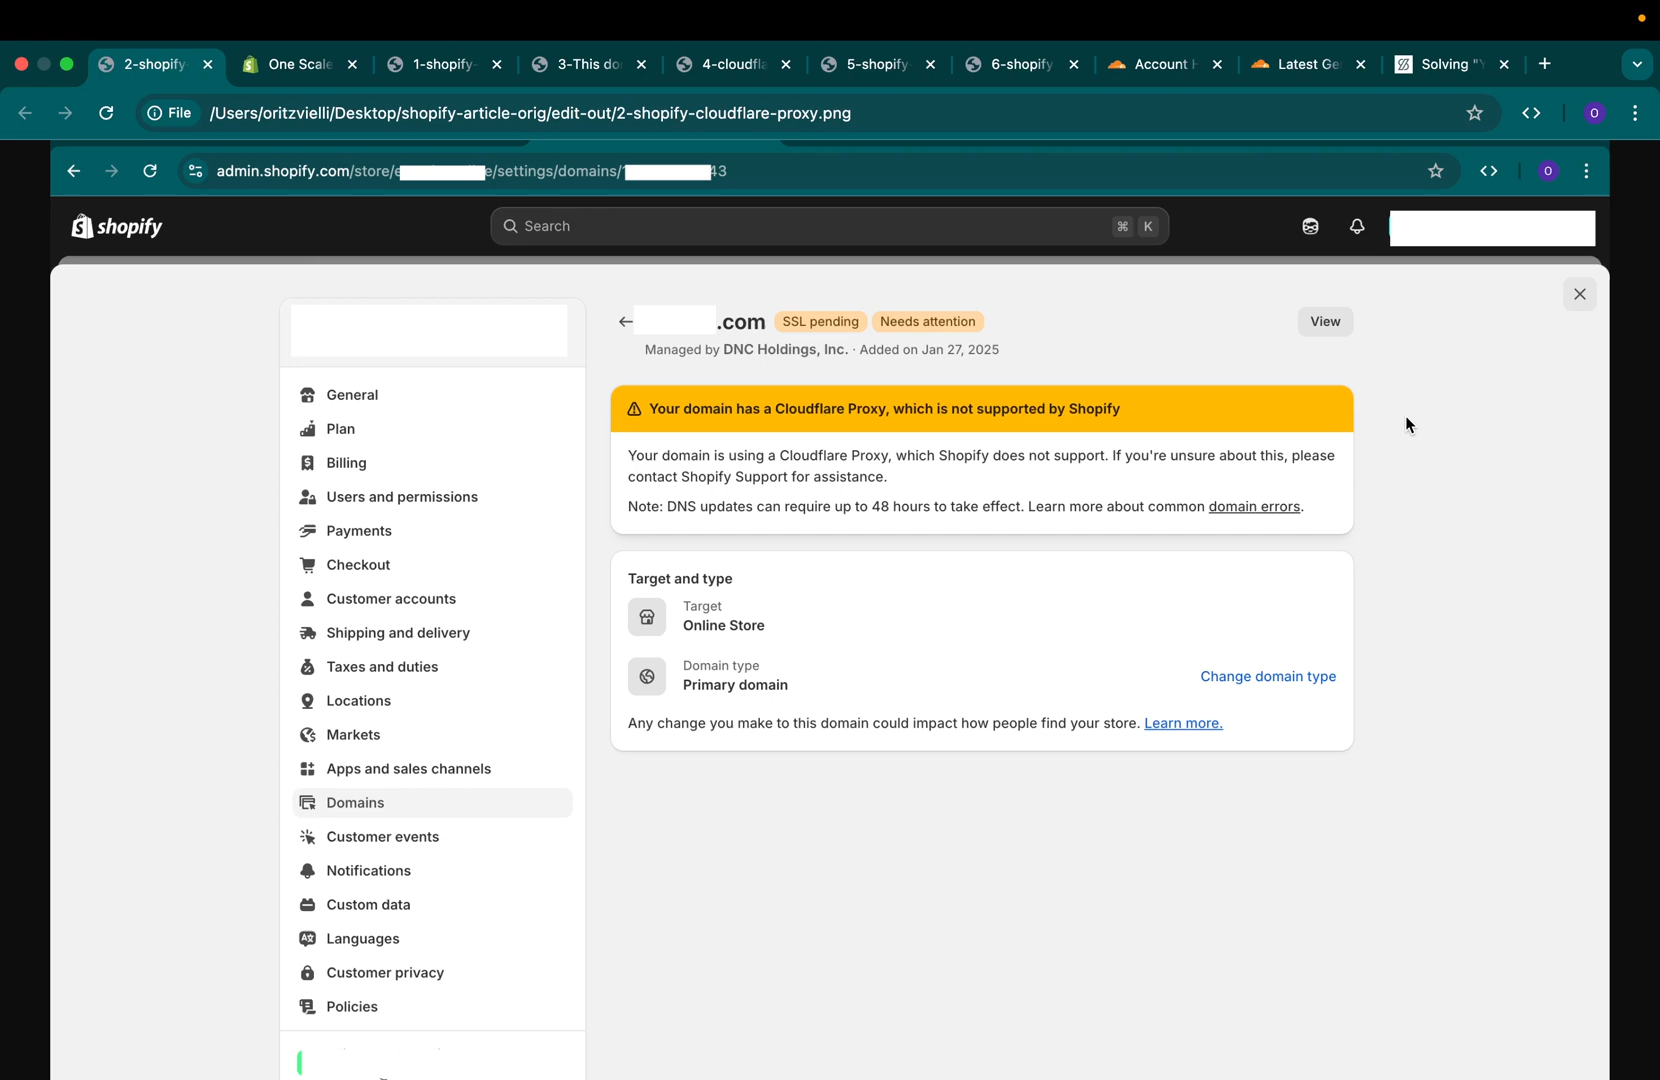 2-shopify-
One Scale
1-shopify-
3-This do
4-cloudfla
5-shopify-
6-shopify
Account H
Latest Ge
Solving "Y
File
/Users/oritzvielli/Desktop/shopify-article-orig/edit-out/2-shopify-cloudflare-proxy.png
O
admin.shopify.com/store/e
e/settings/domains/
43
O
shopify
Search
⌘ K
.com
SSL pending
Needs attention
View
Managed by DNC Holdings, Inc. · Added on Jan 27, 2025
Your domain has a Cloudflare Proxy, which is not supported by Shopify
Your domain is using a Cloudflare Proxy, which Shopify does not support. If you're unsure about this, please
contact Shopify Support for assistance.
Note: DNS updates can require up to 48 hours to take effect. Learn more about common domain errors.
Target and type
Target
Online Store
Domain type
Primary domain
Change domain type
Any change you make to this domain could impact how people find your store. Learn more.
General
Plan
Billing
Users and permissions
Payments
Checkout
Customer accounts
Shipping and delivery
Taxes and duties
Locations
Markets
Apps and sales channels
Domains
Customer events
Notifications
Custom data
Languages
Customer privacy
Policies